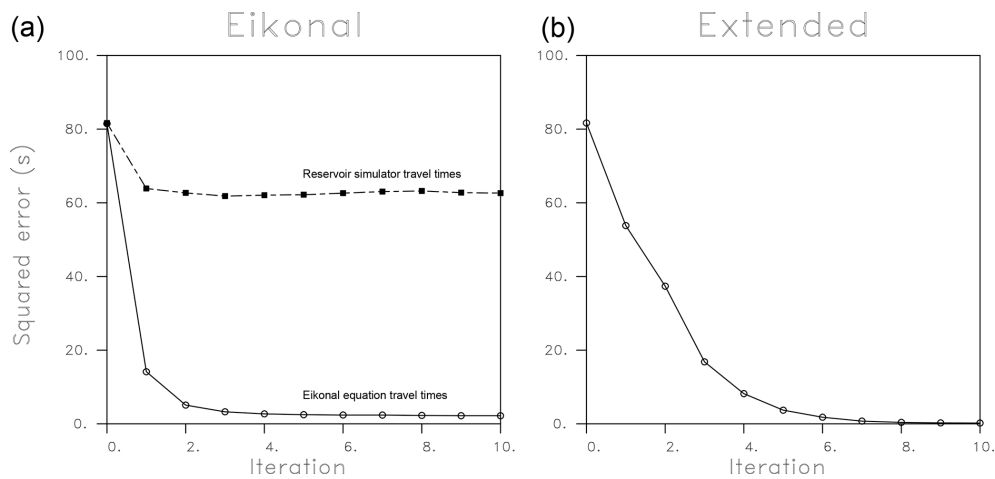 (a) Eikonal
100.
80.
60.
40.
20.
0.
Squared error (s)
Reservoir simulator travel times
Eikonal equation travel times
0. 2. 4. 6. 8. 10.
Iteration
(b) Extended
100.
80.
60.
40.
20.
0.
0. 2. 4. 6. 8. 10.
Iteration